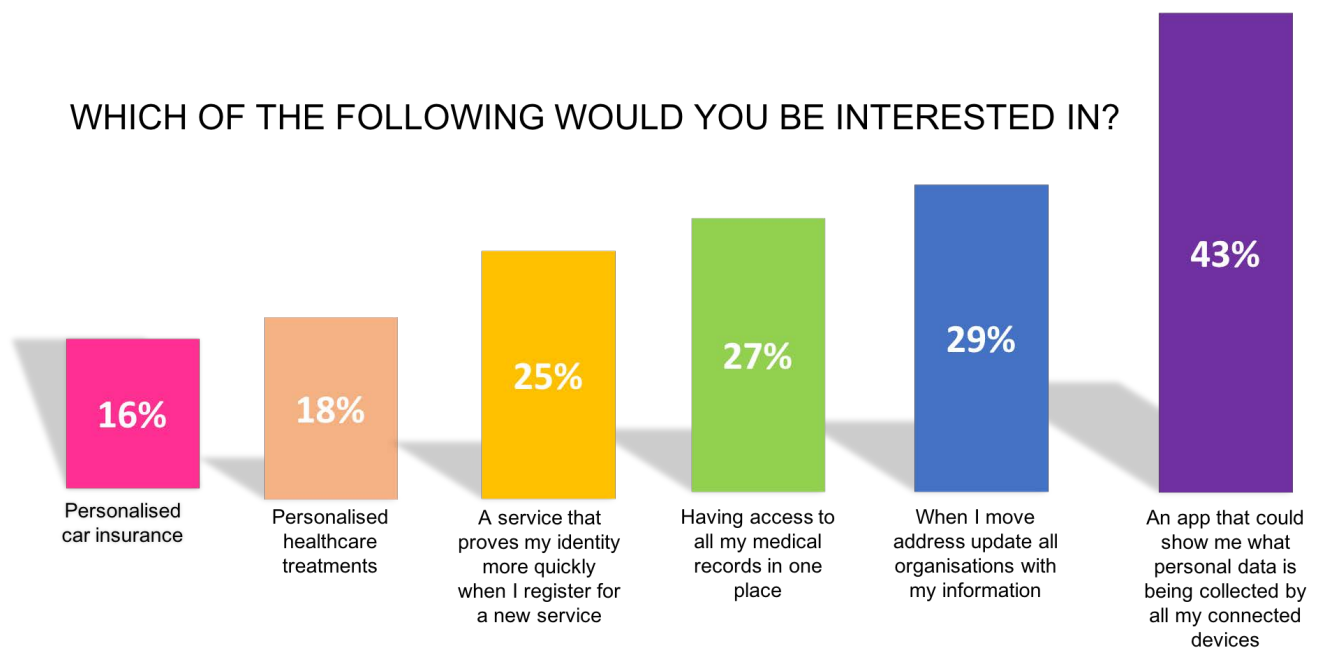 WHICH OF THE FOLLOWING WOULD YOU BE INTERESTED IN?
16%
18%
25%
27%
29%
43%
Personalised
car insurance
Personalised
healthcare
treatments
A service that
proves my identity
more quickly
when I register for
a new service
Having access to
all my medical
records in one
place
When I move
address update all
organisations with
my information
An app that could
show me what
personal data is
being collected by
all my connected
devices